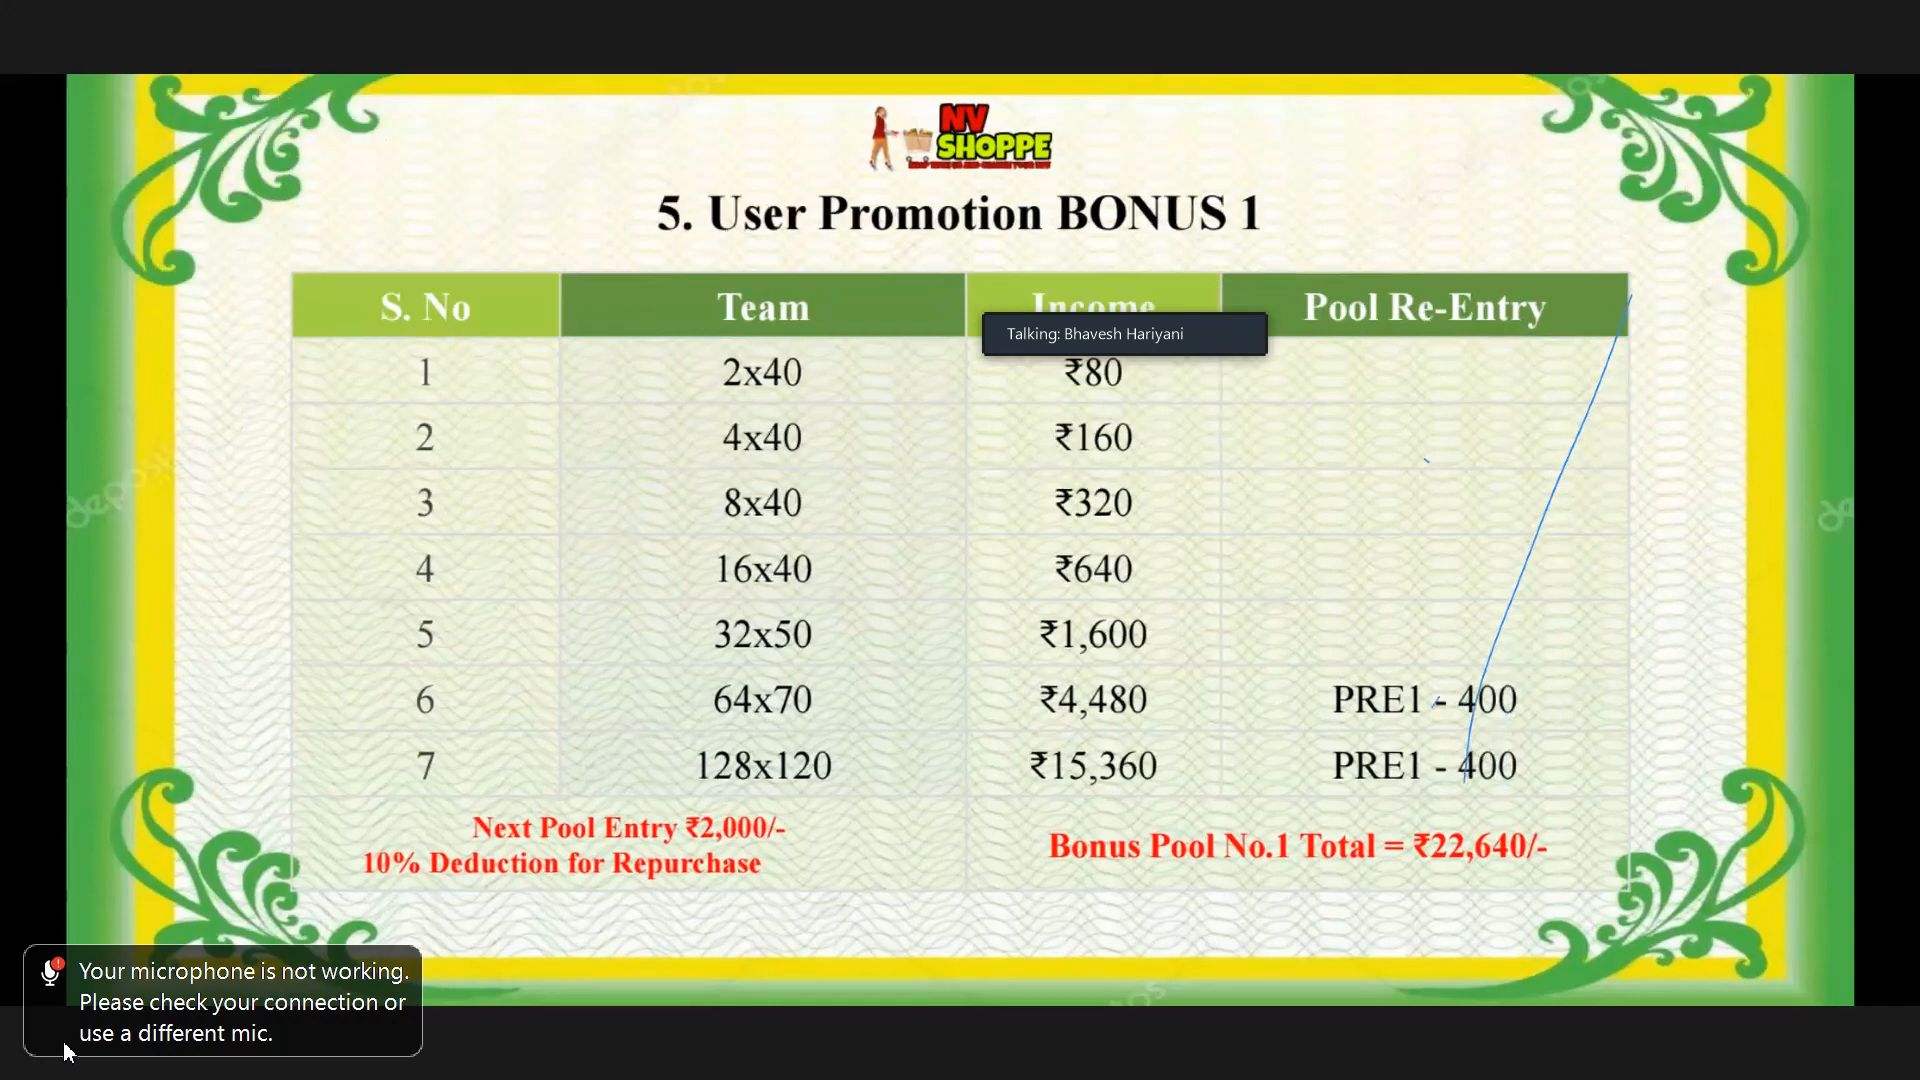 NV
SHOPPE
5. User Promotion BONUS 1
S. No Team Income Pool Re-Entry
Talking: Bhavesh Hariyani
1 2x40 ₹80
2 4x40 ₹160
3 8x40 ₹320
4 16x40 ₹640
5 32x50 ₹1,600
6 64x70 ₹4,480 PRE1 - 400
7 128x120 ₹15,360 PRE1 - 400
Next Pool Entry ₹2,000/-
10% Deduction for Repurchase
Bonus Pool No.1 Total = ₹22,640/-
Your microphone is not working.
Please check your connection or
use a different mic.